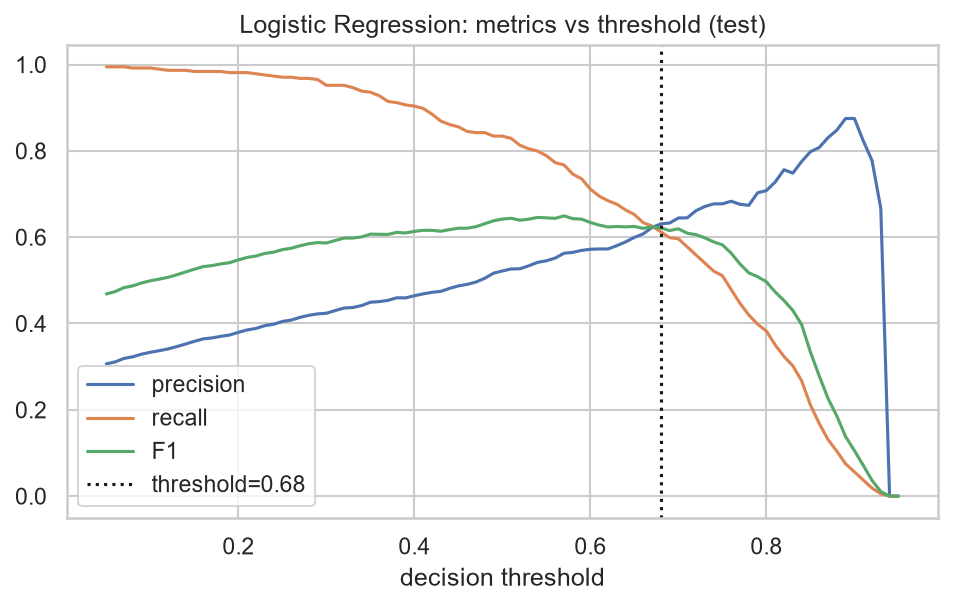 Logistic Regression: metrics vs threshold (test)
1.0
0.8
0.6
0.4
0.2
0.0
precision
recall
F1
threshold=0.68
0.2 0.4 0.6 0.8
decision threshold